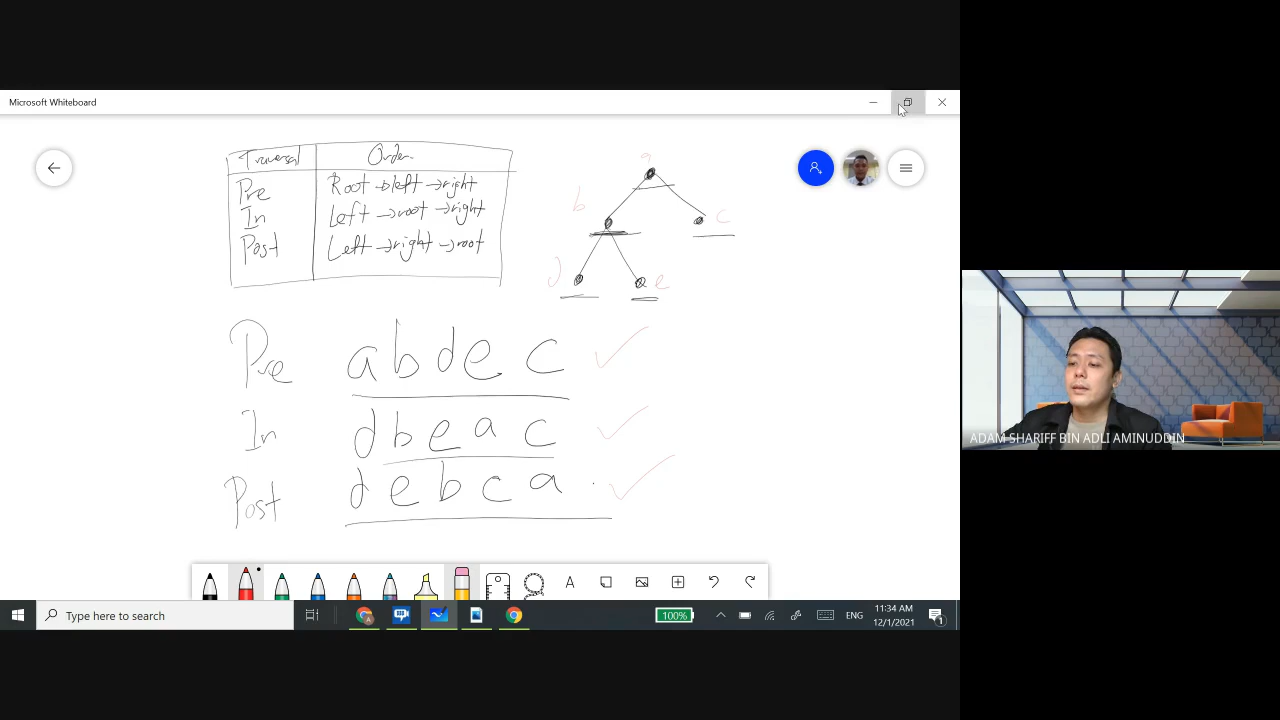 Microsoft Whiteboard
Traversal Order
Pre Root → left → right
In Left → root → right
Post Left → right → root
a
b
c
d
e
Pre a b d e c
In d b e a c
Post d e b c a
A
ADAM SHARIFF BIN ADLI AMINUDDIN
Type here to search
100%
ENG
11:34 AM
12/1/2021
1